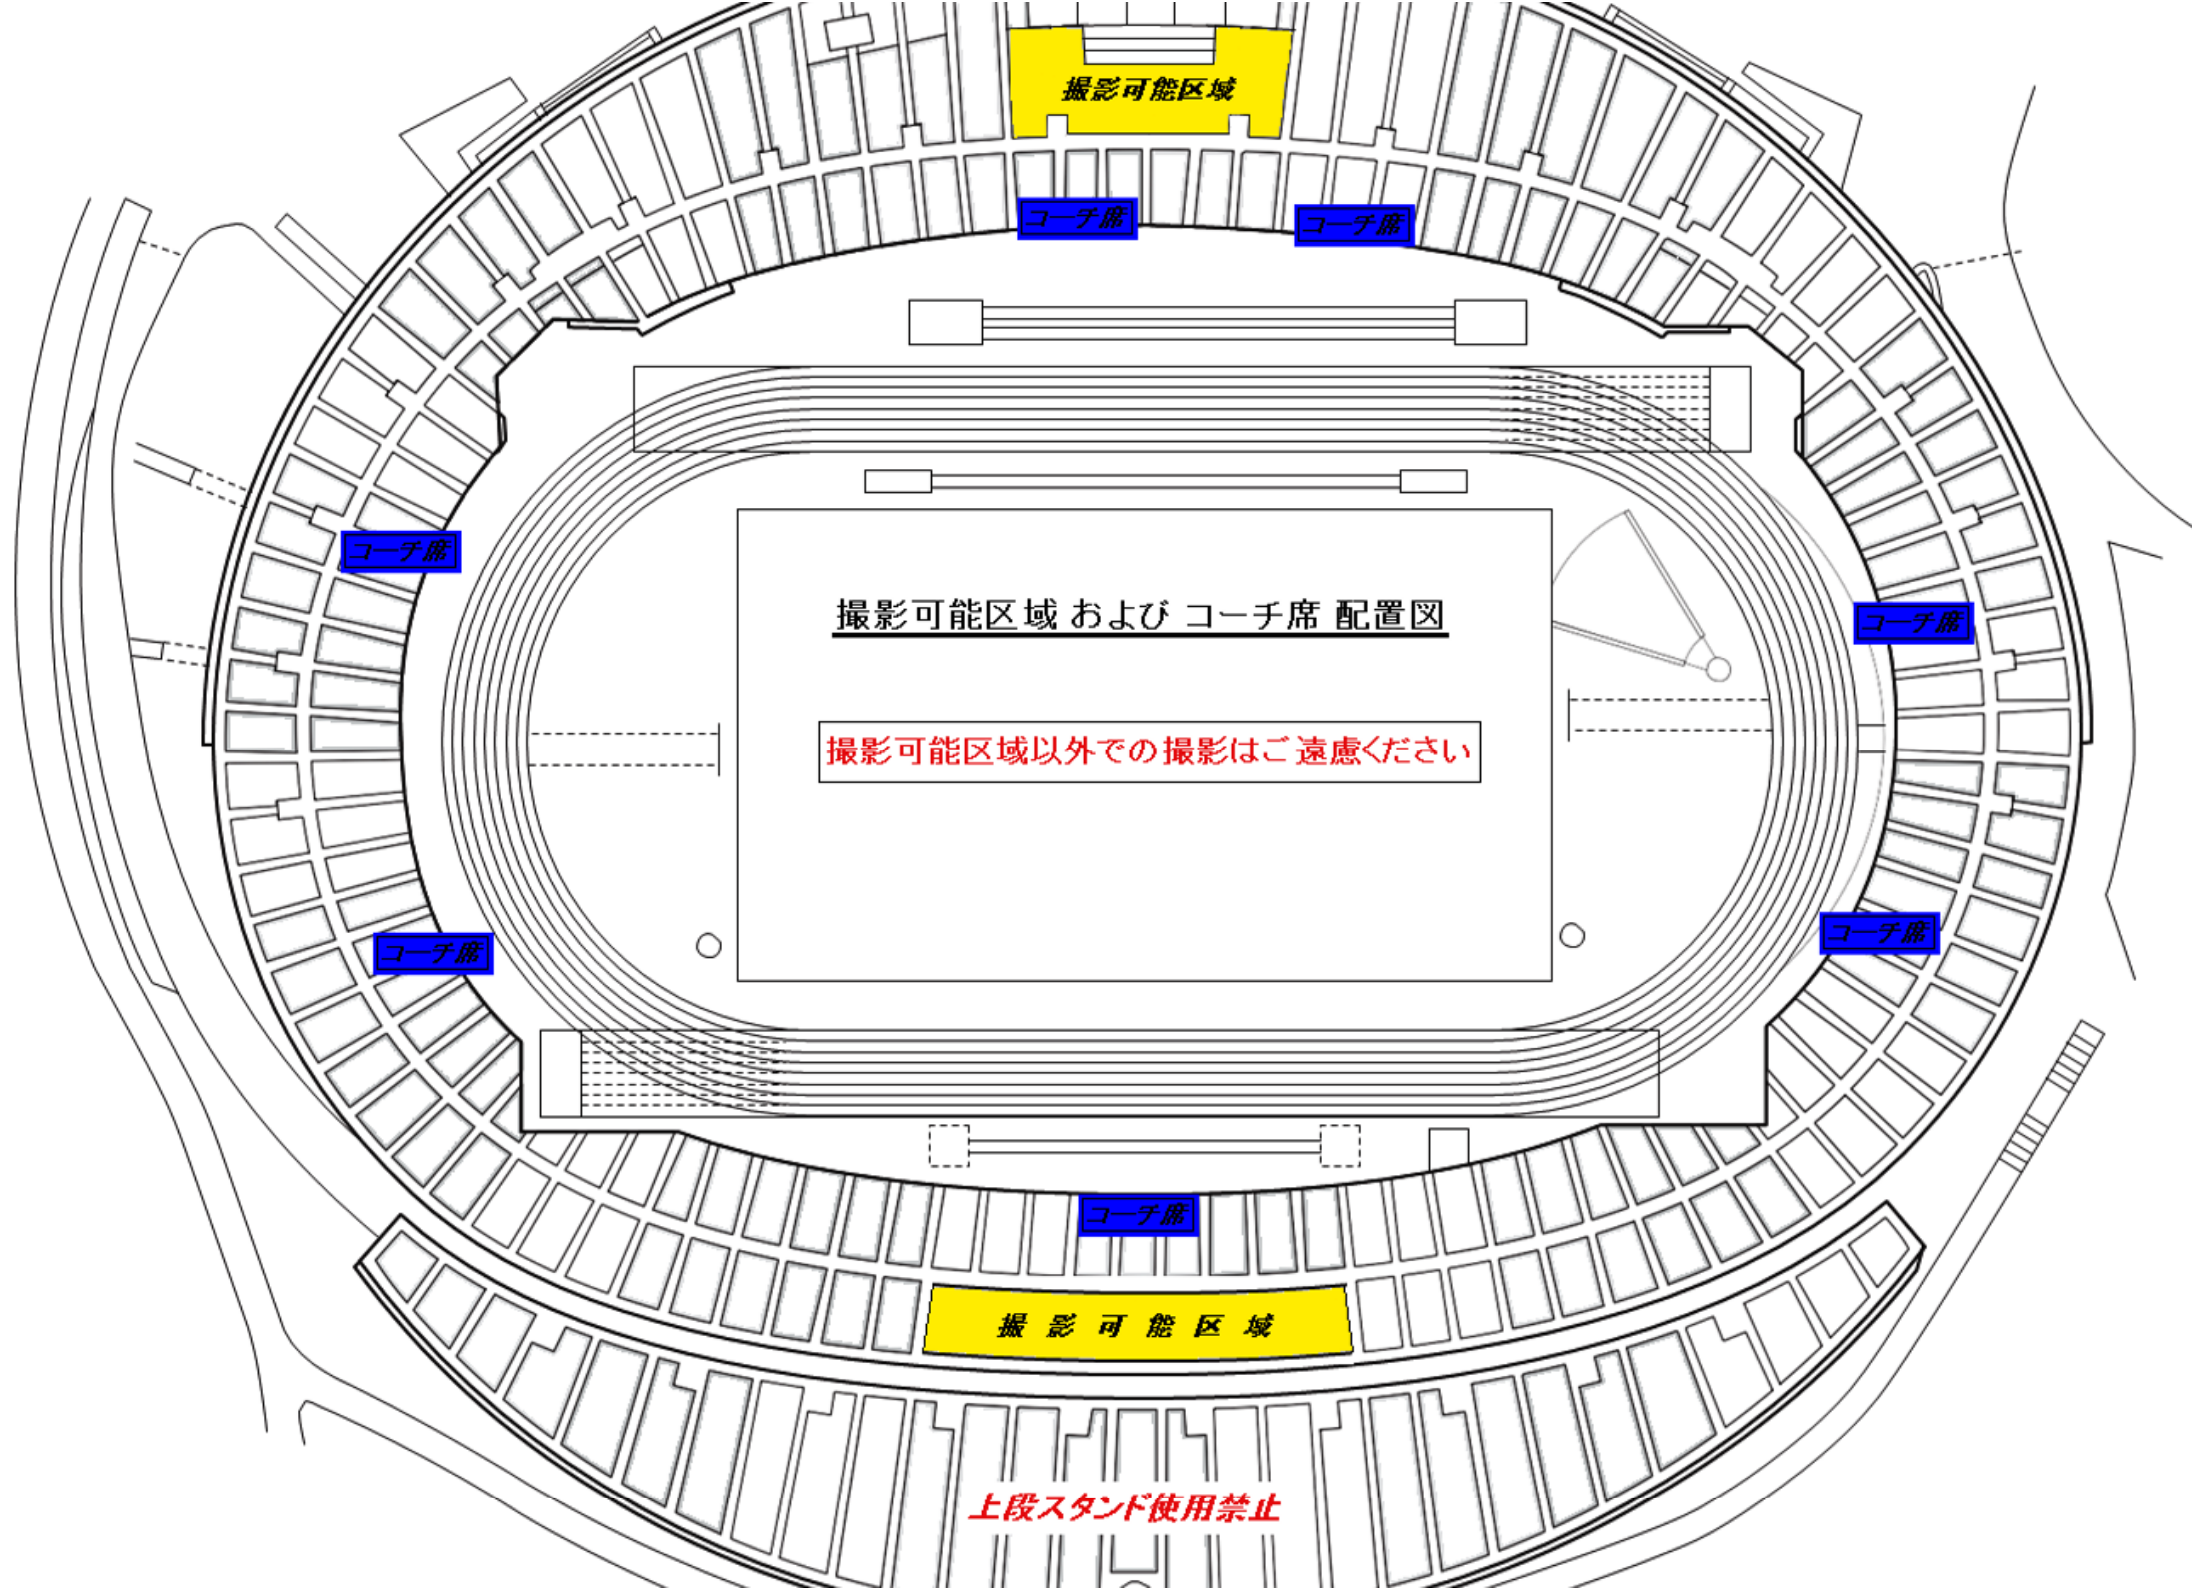 撮影可能区域
コーチ席
コーチ席
コーチ席
撮影可能区域 および コーチ席 配置図
コーチ席
撮影可能区域以外での撮影はご遠慮ください
コーチ席
コーチ席
コーチ席
撮影可能区域
上段スタンド使用禁止